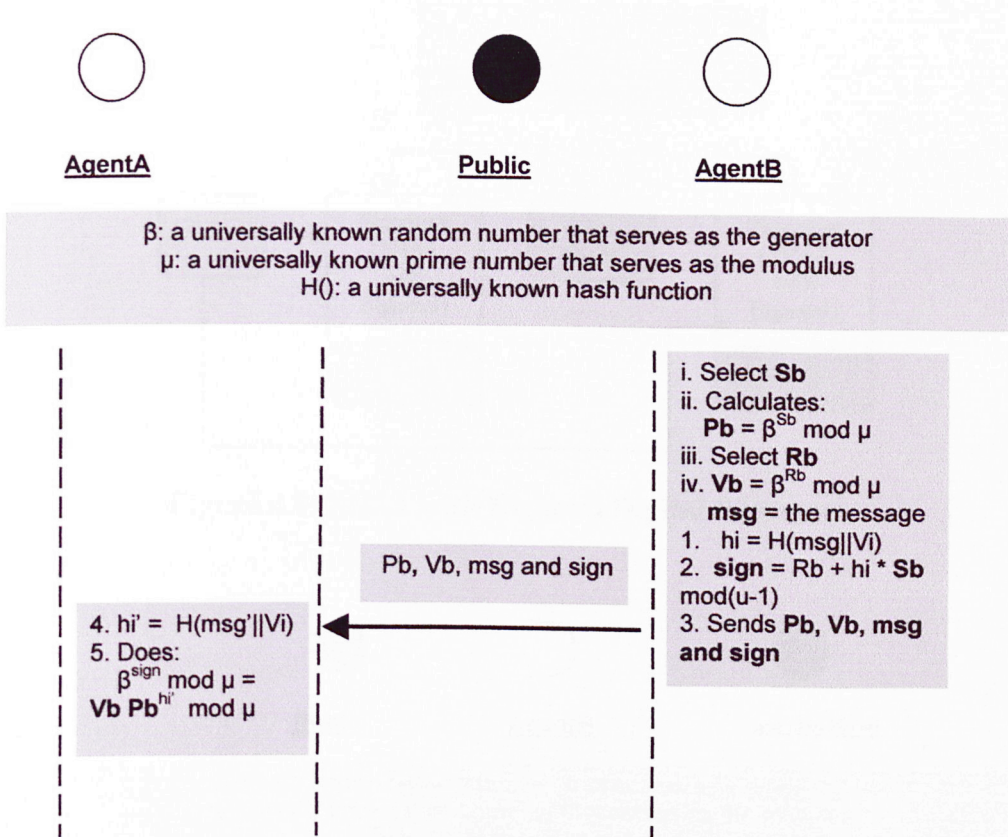 AgentA
Public
AgentB
β: a universally known random number that serves as the generator
μ: a universally known prime number that serves as the modulus
H(): a universally known hash function
i. Select Sb
ii. Calculates:
Pb = β^Sb mod μ
iii. Select Rb
iv. Vb = β^Rb mod μ
msg = the message
1. hi = H(msg||Vi)
2. sign = Rb + hi * Sb
mod(u-1)
3. Sends Pb, Vb, msg
and sign
Pb, Vb, msg and sign
4. hi' = H(msg'||Vi)
5. Does:
β^sign mod μ =
Vb Pb^hi' mod μ